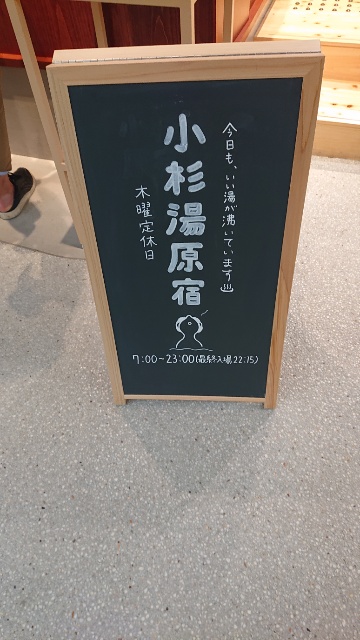 今日も、いい湯が沸いています♨
小杉湯原宿
木曜定休日
7:00~23:00(最終入場22:15)